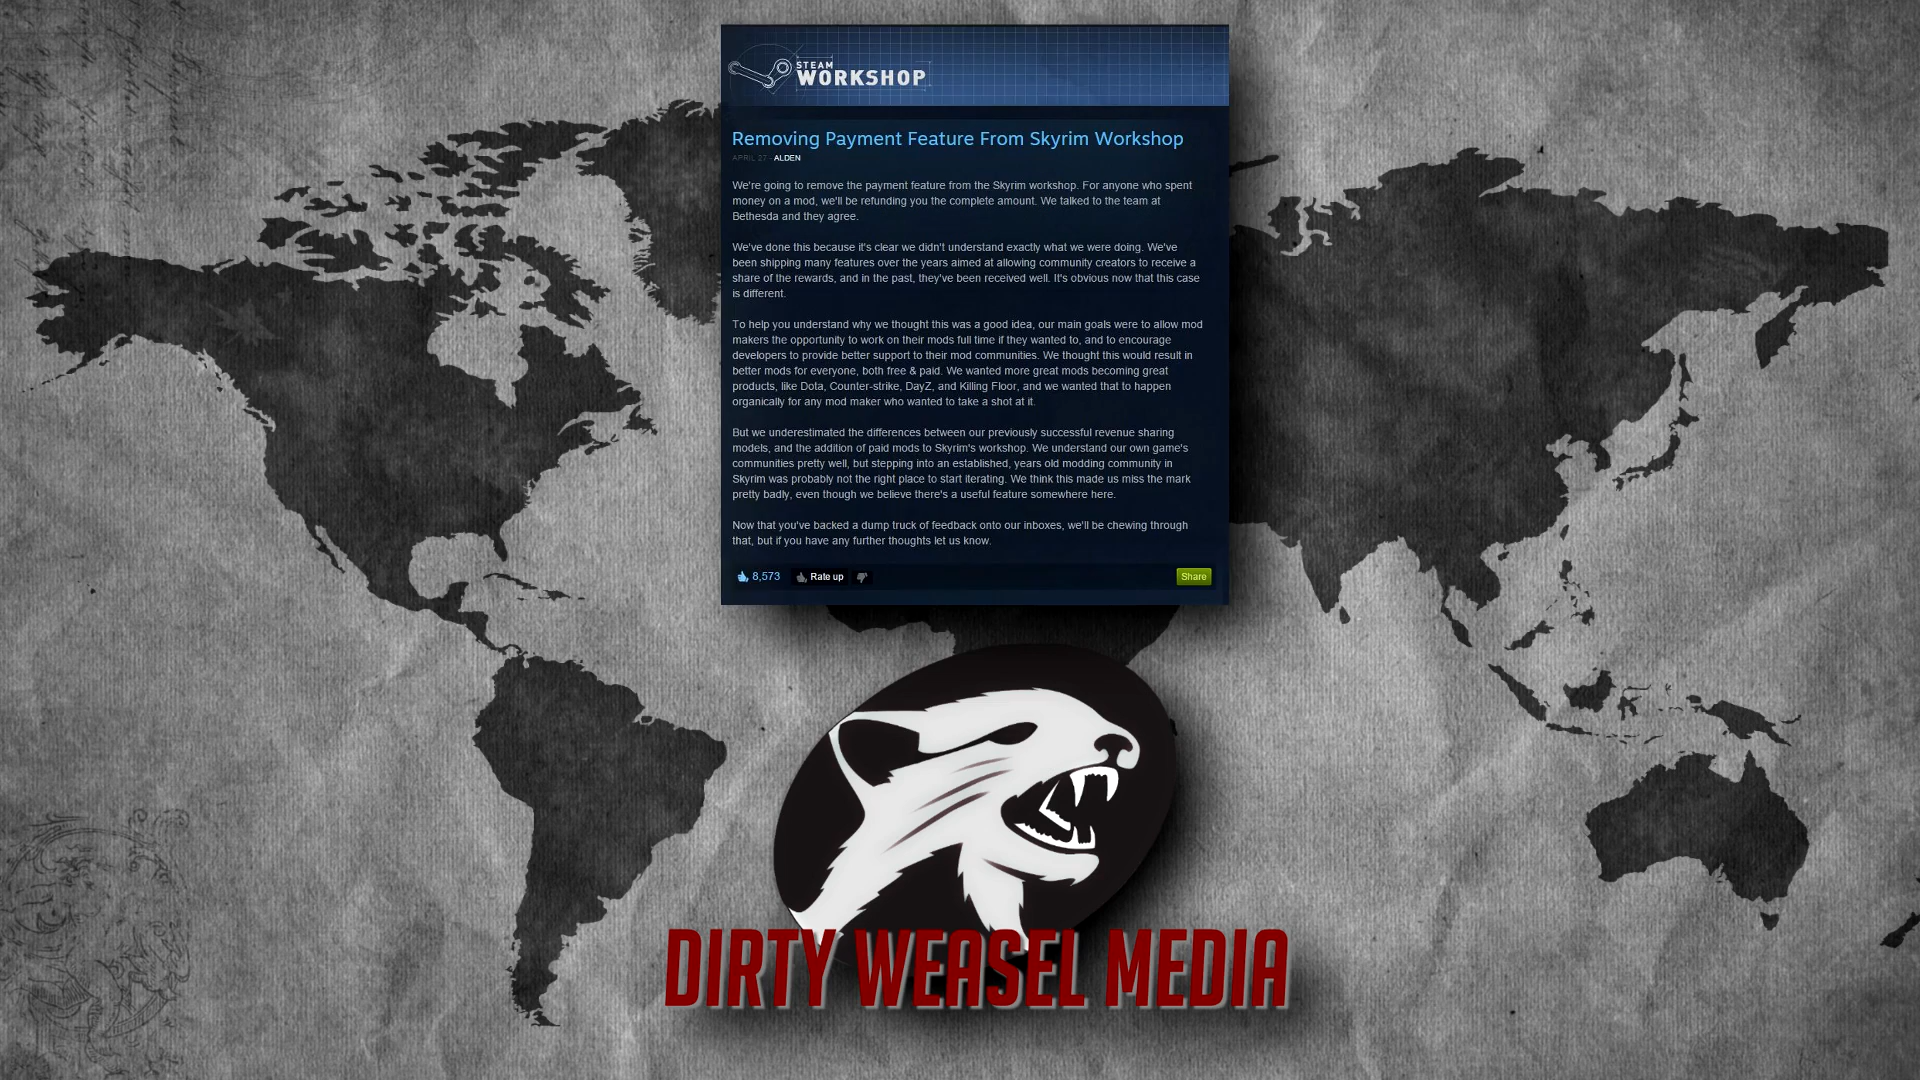 STEAM
WORKSHOP
Removing Payment Feature From Skyrim Workshop
APRIL 27 - ALDEN
We're going to remove the payment feature from the Skyrim workshop. For anyone who spent
money on a mod, we'll be refunding you the complete amount. We talked to the team at
Bethesda and they agree.
We've done this because it's clear we didn't understand exactly what we were doing. We've
been shipping many features over the years aimed at allowing community creators to receive a
share of the rewards, and in the past, they've been received well. It's obvious now that this case
is different.
To help you understand why we thought this was a good idea, our main goals were to allow mod
makers the opportunity to work on their mods full time if they wanted to, and to encourage
developers to provide better support to their mod communities. We thought this would result in
better mods for everyone, both free & paid. We wanted more great mods becoming great
products, like Dota, Counter-strike, DayZ, and Killing Floor, and we wanted that to happen
organically for any mod maker who wanted to take a shot at it.
But we underestimated the differences between our previously successful revenue sharing
models, and the addition of paid mods to Skyrim's workshop. We understand our own game's
communities pretty well, but stepping into an established, years old modding community in
Skyrim was probably not the right place to start iterating. We think this made us miss the mark
pretty badly, even though we believe there's a useful feature somewhere here.
Now that you've backed a dump truck of feedback onto our inboxes, we'll be chewing through
that, but if you have any further thoughts let us know.
8,573 Rate up Share
DIRTY WEASEL MEDIA